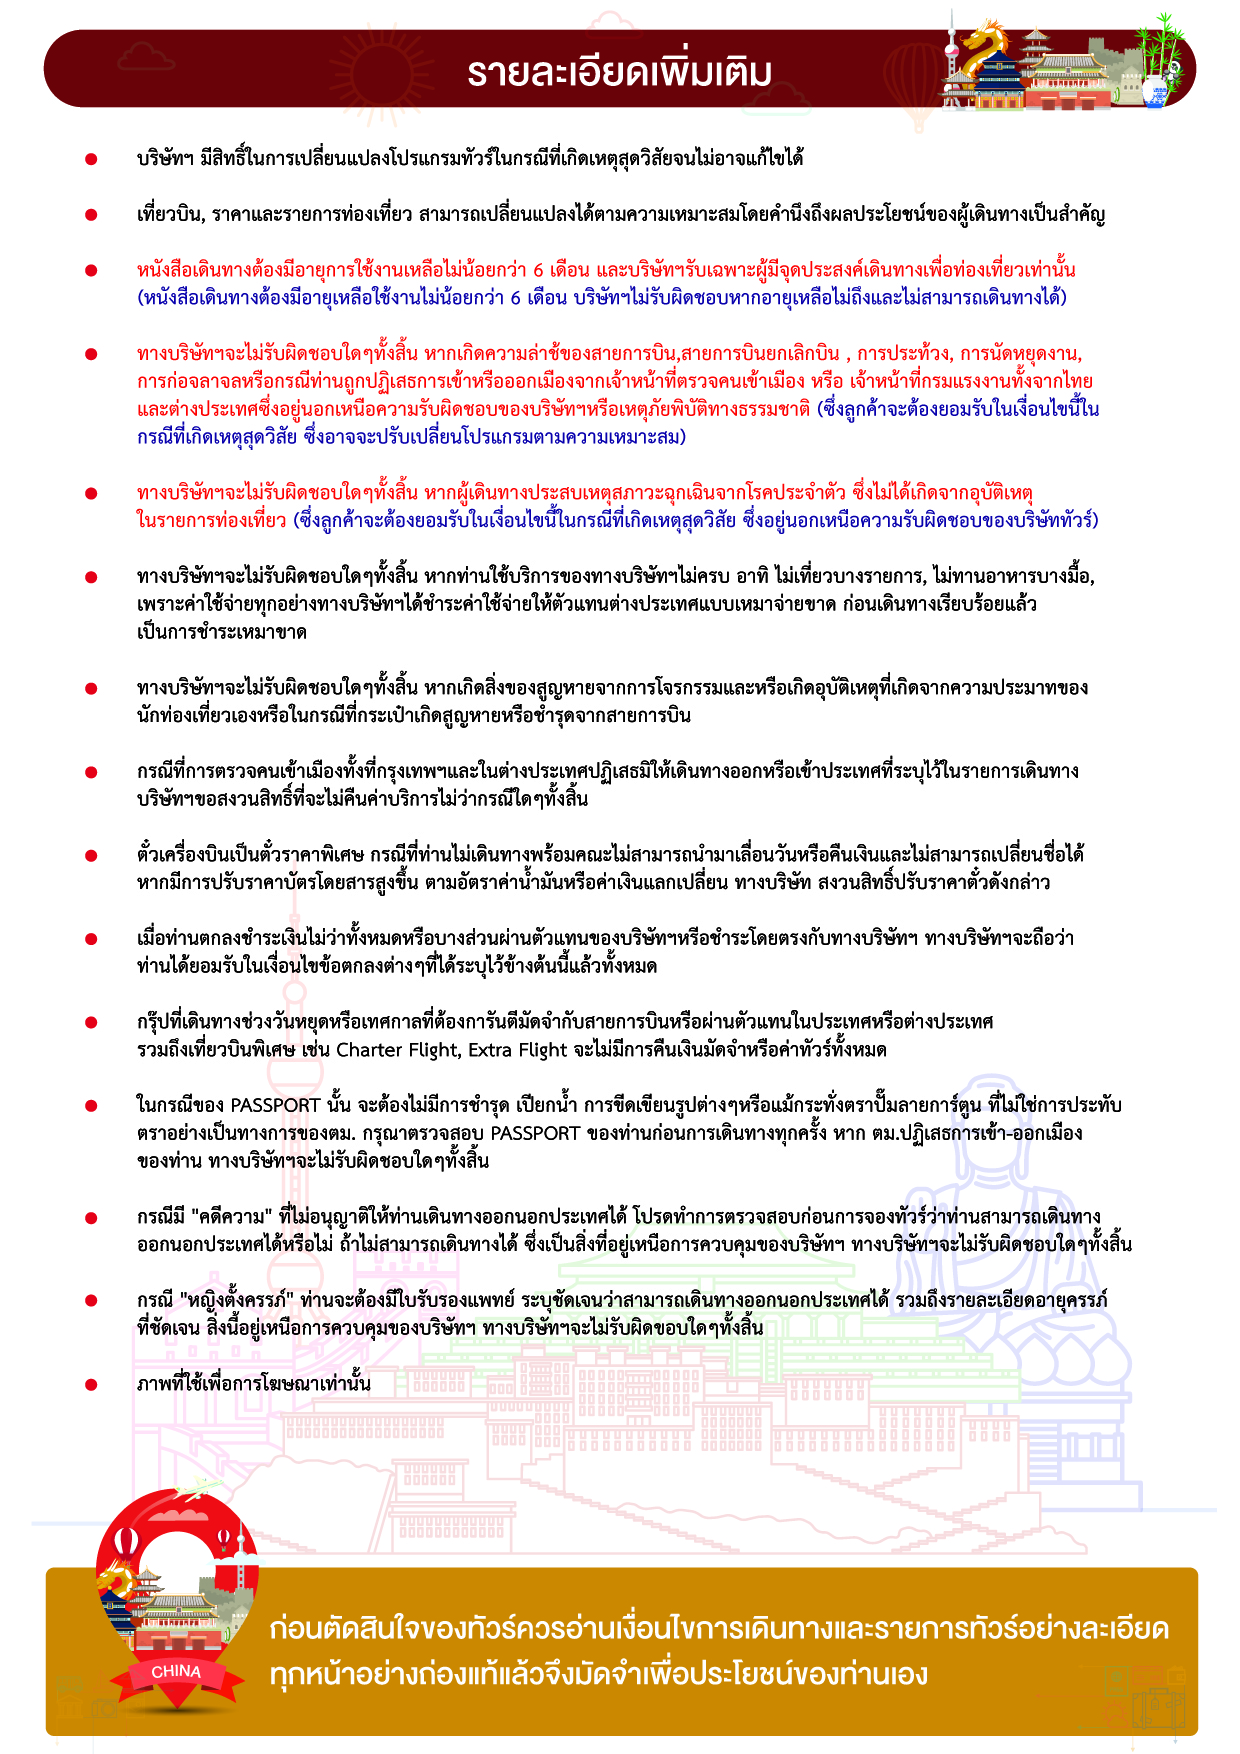 รายละเอียดเพิ่มเติม
● บริษัทฯ มีสิทธิ์ในการเปลี่ยนแปลงโปรแกรมทัวร์ในกรณีที่เกิดเหตุสุดวิสัยจนไม่อาจแก้ไขได้
● เที่ยวบิน, ราคาและรายการท่องเที่ยว สามารถเปลี่ยนแปลงได้ตามความเหมาะสมโดยคำนึงถึงผลประโยชน์ของผู้เดินทางเป็นสำคัญ
● หนังสือเดินทางต้องมีอายุการใช้งานเหลือไม่น้อยกว่า 6 เดือน และบริษัทฯรับเฉพาะผู้มีจุดประสงค์เดินทางเพื่อท่องเที่ยวเท่านั้น
(หนังสือเดินทางต้องมีอายุเหลือใช้งานไม่น้อยกว่า 6 เดือน บริษัทฯไม่รับผิดชอบหากอายุเหลือไม่ถึงและไม่สามารถเดินทางได้)
● ทางบริษัทฯจะไม่รับผิดชอบใดๆทั้งสิ้น หากเกิดความล่าช้ของสายการบิน,สายการบินยกเลิกบิน , การประท้วง, การนัดหยุดงาน,
การก่อจลาจลหรือกรณีท่านถูกปฏิเสธการเข้าหรือออกเมืองจากเจ้าหน้าที่ตรวจคนเข้าเมือง หรือ เจ้าหน้าที่กรมแรงงานทั้งจากไทย
และต่างประเทศซึ่งอยู่นอกเหนือความรับผิดชอบของบริษัทฯหรือเหตุภัยพิบัติทางธรรมชาติ (ซึ่งลูกค้าจะต้องยอมรับในเงื่อนไขนี้ใน
กรณีที่เกิดเหตุสุดวิสัย ซึ่งอาจจะปรับเปลี่ยนโปรแกรมตามความเหมาะสม)
● ทางบริษัทฯจะไม่รับผิดชอบใดๆทั้งสิ้น หากผู้เดินทางประสบเหตุสภาวะฉุกเฉินจากโรคประจำตัว ซึ่งไม่ได้เกิดจากอุบัติเหตุ
ในรายการท่องเที่ยว (ซึ่งลูกค้าจะต้องยอมรับในเงื่อนไขนี้ในกรณีที่เกิดเหตุสุดวิสัย ซึ่งอยู่นอกเหนือความรับผิดชอบของบริษัททัวร์)
● ทางบริษัทฯจะไม่รับผิดชอบใดๆทั้งสิ้น หากท่านใช้บริการของทางบริษัทฯไม่ครบ อาทิ ไม่เที่ยวบางรายการ, ไม่ทานอาหารบางมื้อ,
เพราะค่าใช้จ่ายทุกอย่างทางบริษัทฯได้ชำระค่าใช้จ่ายให้ตัวแทนต่างประเทศแบบเหมาจ่ายขาด ก่อนเดินทางเรียบร้อยแล้ว
เป็นการชำระเหมาขาด
● ทางบริษัทฯจะไม่รับผิดชอบใดๆทั้งสิ้น หากเกิดสิ่งของสูญหายจากการโจรกรรมและหรือเกิดอุบัติเหตุที่เกิดจากความประมาทของ
นักท่องเที่ยวเองหรือในกรณีที่กระเป๋าเกิดสูญหายหรือชำรุดจากสายการบิน
● กรณีที่การตรวจคนเข้าเมืองทั้งที่กรุงเทพฯและในต่างประเทศปฏิเสธมิให้เดินทางออกหรือเข้าประเทศที่ระบุไว้ในรายการเดินทาง
บริษัทฯขอสงวนสิทธิ์ที่จะไม่คืนค่าบริการไม่ว่ากรณีใดๆทั้งสิ้น
● ตั๋วเครื่องบินเป็นตั๋วราคาพิเศษ กรณีที่ท่านไม่เดินทางพร้อมคณะไม่สามารถนำมาเลื่อนวันหรือคืนเงินและไม่สามารถเปลี่ยนชื่อได้
หากมีการปรับราคาบัตรโดยสารสูงขึ้น ตามอัตราค่าน้ำมันหรือค่าเงินแลกเปลี่ยน ทางบริษัท สงวนสิทธิ์ปรับราคาตั๋วดังกล่าว
● เมื่อท่านตกลงชำระเงินไม่ว่าทั้งหมดหรือบางส่วนผ่านตัวแทนของบริษัทฯหรือชำระโดยตรงกับทางบริษัทฯ ทางบริษัทฯจะถือว่า
ท่านได้ยอมรับในเงื่อนไขข้อตกลงต่างๆที่ได้ระบุไว้ข้างต้นนี้แล้วทั้งหมด
● กรุ๊ปที่เดินทางช่วงวันหยุดหรือเทศกาลที่ต้องการันตีมัดจำกับสายการบินหรือผ่านตัวแทนในประเทศหรือต่างประเทศ
รวมถึงเที่ยวบินพิเศษ เช่น Charter Flight, Extra Flight จะไม่มีการคืนเงินมัดจำหรือค่าทัวร์ทั้งหมด
● ในกรณีของ PASSPORT นั้น จะต้องไม่มีการชำรุด เปียกน้ำ การขีดเขียนรูปต่างๆหรือแม้กระทั่งตราปั๊มลายการ์ตูน ที่ไม่ใช่การประทับ
ตราอย่างเป็นทางการของตม. กรุณาตรวจสอบ PASSPORT ของท่านก่อนการเดินทางทุกครั้ง หาก ตม.ปฏิเสธการเข้า-ออกเมือง
ของท่าน ทางบริษัทฯจะไม่รับผิดชอบใดๆทั้งสิ้น
● กรณีมี "คดีความ" ที่ไม่อนุญาติให้ท่านเดินทางออกนอกประเทศได้ โปรดทำการตรวจสอบก่อนการจองทัวร์ว่าท่านสามารถเดินทาง
ออกนอกประเทศได้หรือไม่ ถ้าไม่สามารถเดินทางได้ ซึ่งเป็นสิ่งที่อยู่เหนือการควบคุมของบริษัทฯ ทางบริษัทฯจะไม่รับผิดชอบใดๆทั้งสิ้น
● กรณี "หญิงตั้งครรภ์" ท่านจะต้องมีใบรับรองแพทย์ ระบุชัดเจนว่าสามารถเดินทางออกนอกประเทศได้ รวมถึงรายละเอียดอายุครรภ์
ที่ชัดเจน สิ่งนี้อยู่เหนือการควบคุมของบริษัทฯ ทางบริษัทฯจะไม่รับผิดขอบใดๆทั้งสิ้น
● ภาพที่ใช้เพื่อการโฆษณาเท่านั้น
ก่อนตัดสินใจของทัวร์ควรอ่านเงื่อนไขการเดินทางและรายการทัวร์อย่างละเอียด
CHINA
ทุกหน้าอย่างถ่องแท้แล้วจึงมัดจำเพื่อประโยชน์ของท่านเอง